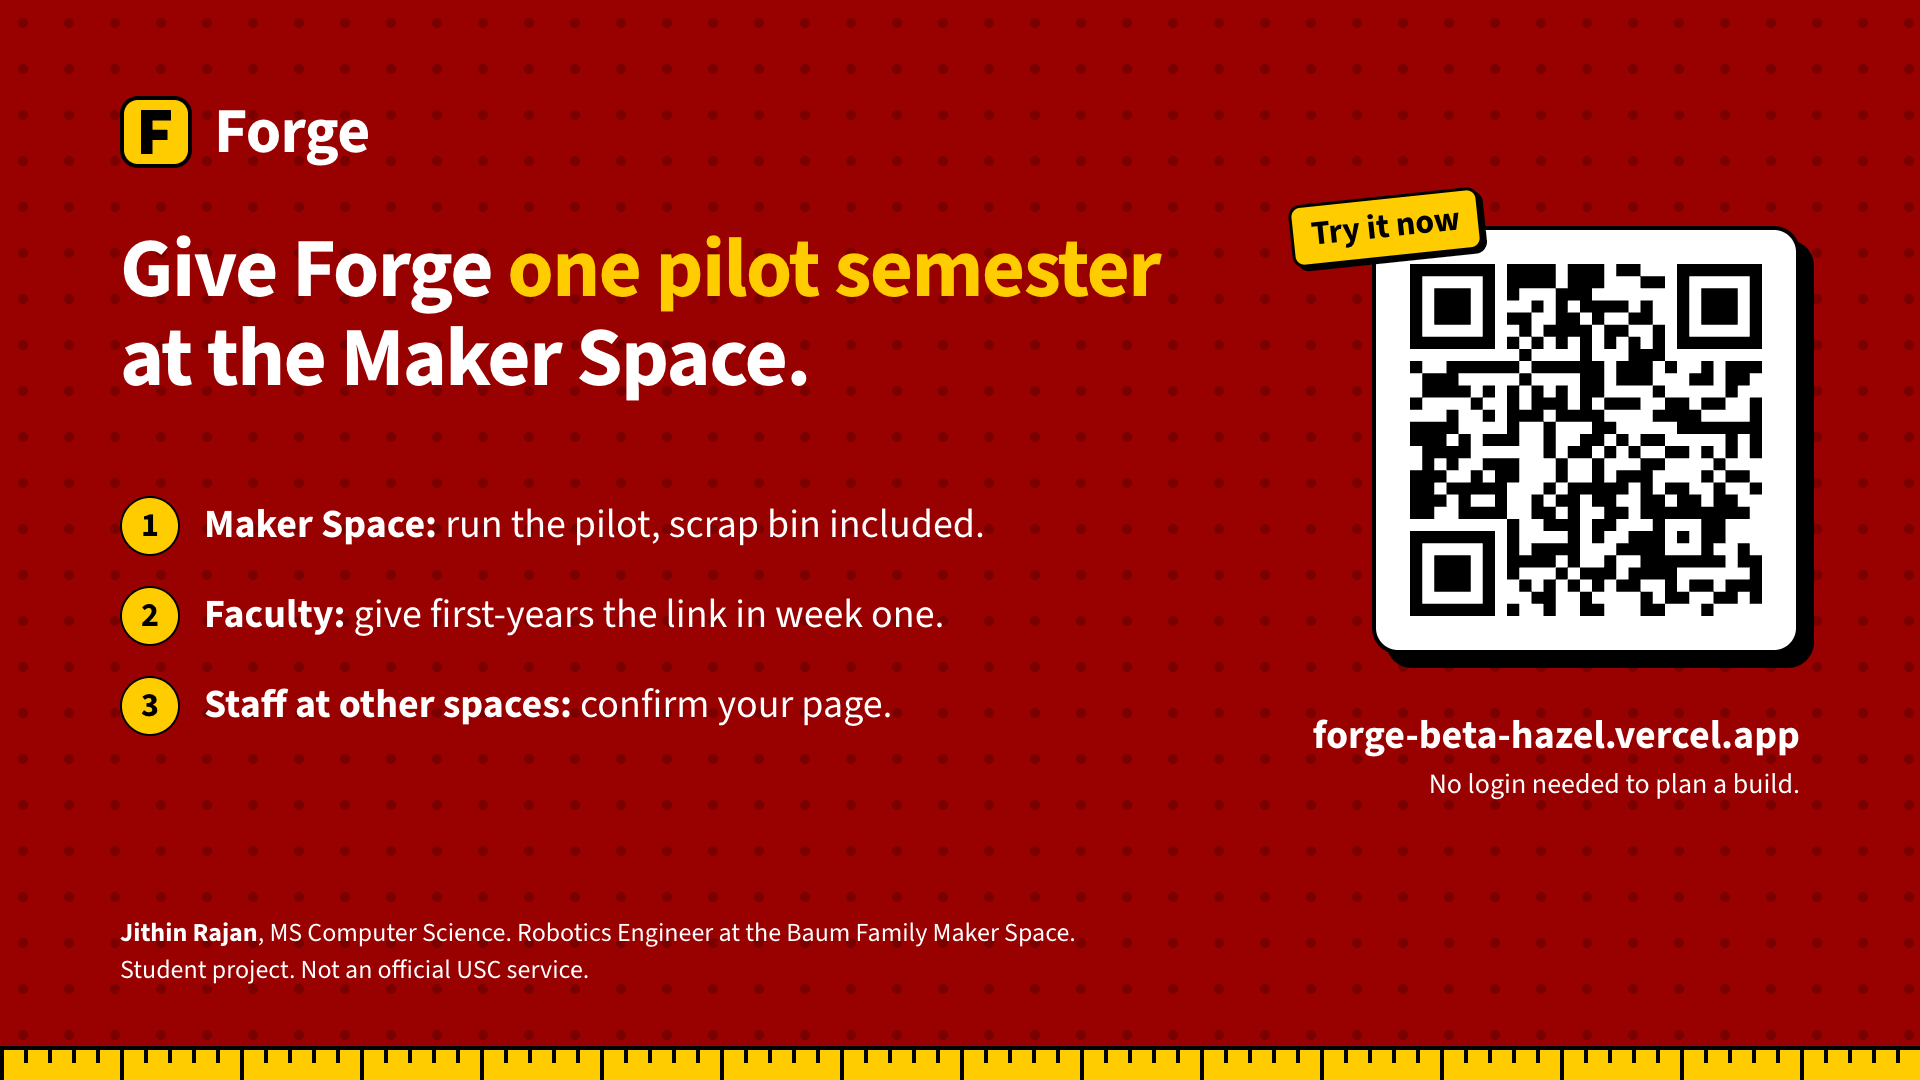 F Forge
Give Forge one pilot semester
at the Maker Space.
1 Maker Space: run the pilot, scrap bin included.
2 Faculty: give first-years the link in week one.
3 Staff at other spaces: confirm your page.
Try it now
forge-beta-hazel.vercel.app
No login needed to plan a build.
Jithin Rajan, MS Computer Science. Robotics Engineer at the Baum Family Maker Space.
Student project. Not an official USC service.